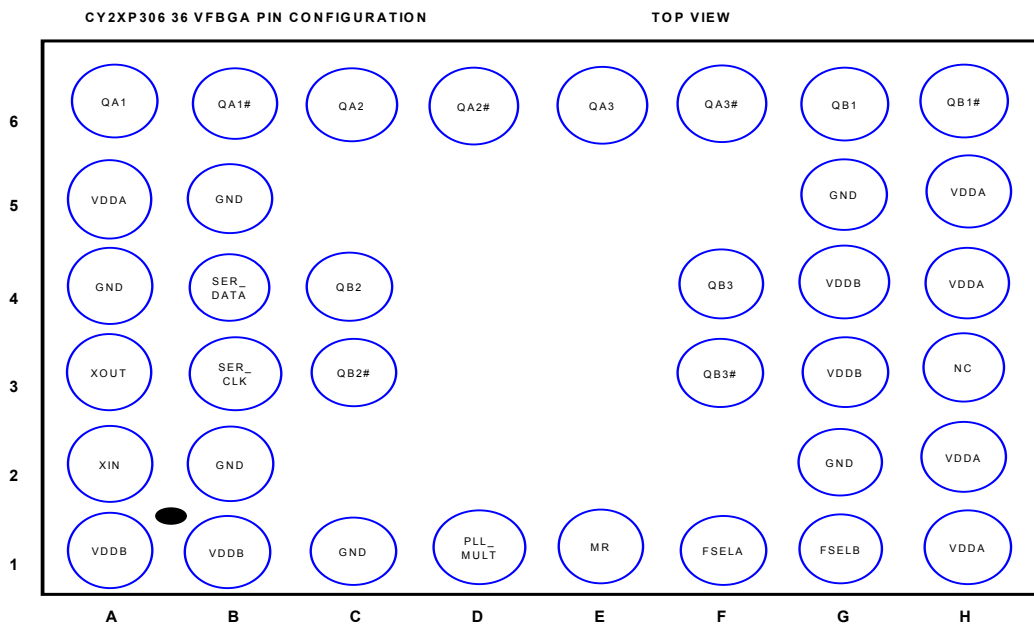 CY2XP306 36 VFBGA PIN CONFIGURATION TOP VIEW
6 QA1 QA1# QA2 QA2# QA3 QA3# QB1 QB1#
5 VDDA GND GND VDDA
4 GND SER_ DATA QB2 QB3 VDDB VDDA
3 XOUT SER_ CLK QB2# QB3# VDDB NC
2 XIN GND GND VDDA
1 VDDB VDDB GND PLL_ MULT MR FSELA FSELB VDDA
A B C D E F G H